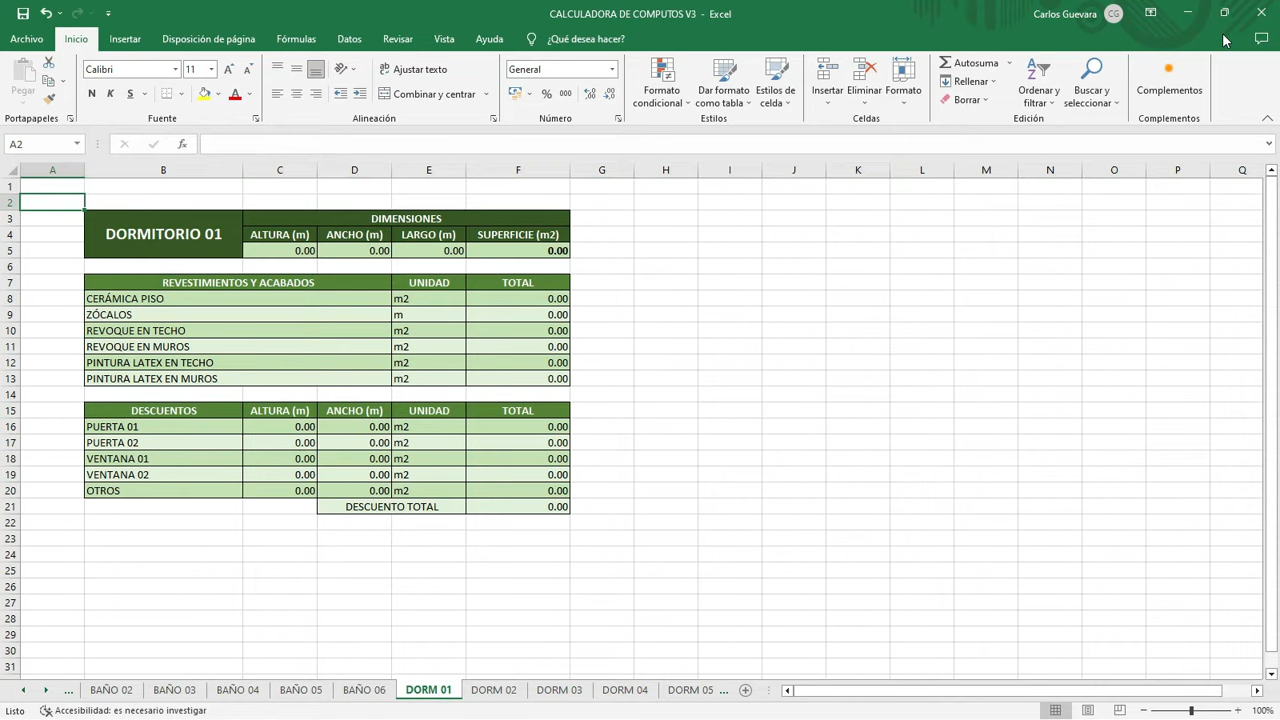 CALCULADORA DE COMPUTOS V3 - Excel
Carlos Guevara CG
Archivo Inicio Insertar Disposición de página Fórmulas Datos Revisar Vista Ayuda ¿Qué desea hacer?
Pegar
Calibri 11
N K S
Ajustar texto
Combinar y centrar
General
% 000
Formato condicional
Dar formato como tabla
Estilos de celda
Insertar Eliminar Formato
Autosuma
Rellenar
Borrar
Ordenar y filtrar
Buscar y seleccionar
Complementos
Portapapeles Fuente Alineación Número Estilos Celdas Edición Complementos
A2 fx
A B C D E F G H I J K L M N O P Q
1
2
3 DIMENSIONES
4 DORMITORIO 01 ALTURA (m) ANCHO (m) LARGO (m) SUPERFICIE (m2)
5 0.00 0.00 0.00 0.00
6
7 REVESTIMIENTOS Y ACABADOS UNIDAD TOTAL
8 CERÁMICA PISO m2 0.00
9 ZÓCALOS m 0.00
10 REVOQUE EN TECHO m2 0.00
11 REVOQUE EN MUROS m2 0.00
12 PINTURA LATEX EN TECHO m2 0.00
13 PINTURA LATEX EN MUROS m2 0.00
14
15 DESCUENTOS ALTURA (m) ANCHO (m) UNIDAD TOTAL
16 PUERTA 01 0.00 0.00 m2 0.00
17 PUERTA 02 0.00 0.00 m2 0.00
18 VENTANA 01 0.00 0.00 m2 0.00
19 VENTANA 02 0.00 0.00 m2 0.00
20 OTROS 0.00 0.00 m2 0.00
21 DESCUENTO TOTAL 0.00
22
23
24
25
26
27
28
29
30
31
... BAÑO 02 BAÑO 03 BAÑO 04 BAÑO 05 BAÑO 06 DORM 01 DORM 02 DORM 03 DORM 04 DORM 05 ...
Listo Accesibilidad: es necesario investigar 100%